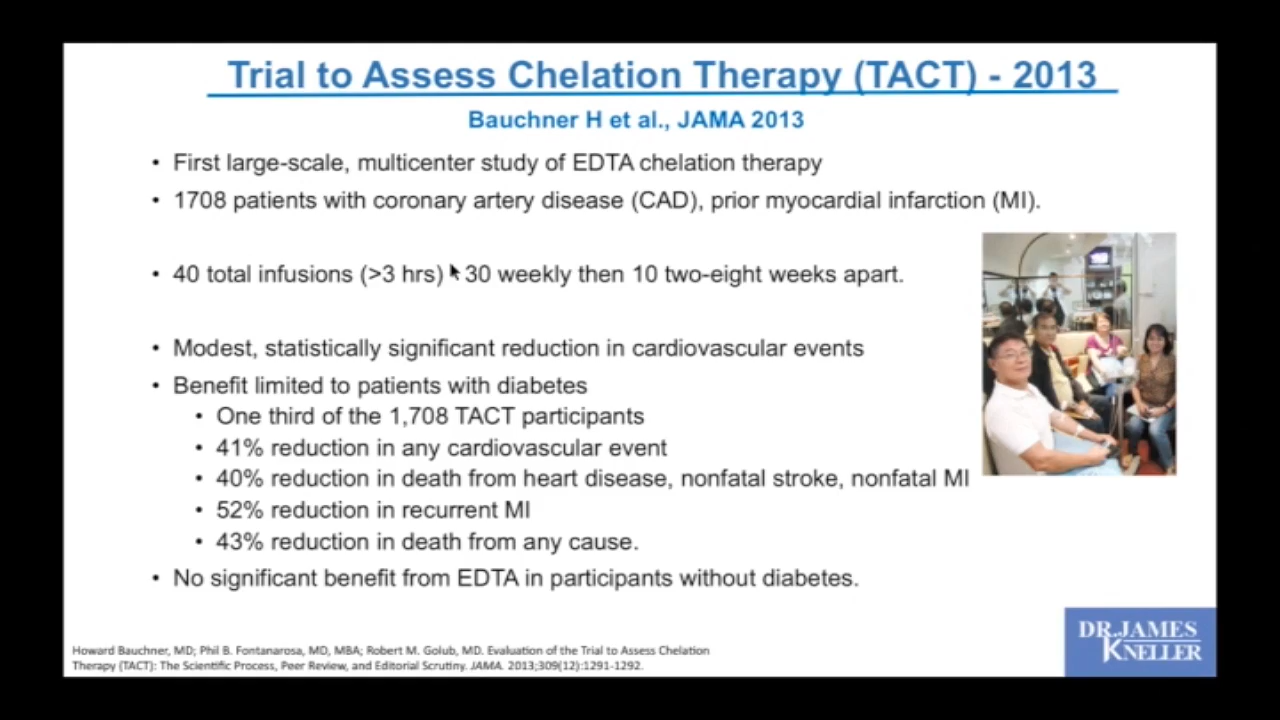 Trial to Assess Chelation Therapy (TACT) - 2013
Bauchner H et al., JAMA 2013
• First large-scale, multicenter study of EDTA chelation therapy
• 1708 patients with coronary artery disease (CAD), prior myocardial infarction (MI).
• 40 total infusions (>3 hrs) 30 weekly then 10 two-eight weeks apart.
• Modest, statistically significant reduction in cardiovascular events
• Benefit limited to patients with diabetes
• One third of the 1,708 TACT participants
• 41% reduction in any cardiovascular event
• 40% reduction in death from heart disease, nonfatal stroke, nonfatal MI
• 52% reduction in recurrent MI
• 43% reduction in death from any cause.
• No significant benefit from EDTA in participants without diabetes.
Howard Bauchner, MD; Phil B. Fontanarosa, MD, MBA; Robert M. Golub, MD. Evaluation of the Trial to Assess Chelation
Therapy (TACT): The Scientific Process, Peer Review, and Editorial Scrutiny. JAMA. 2013;309(12):1291-1292.
DR. JAMES
KNELLER